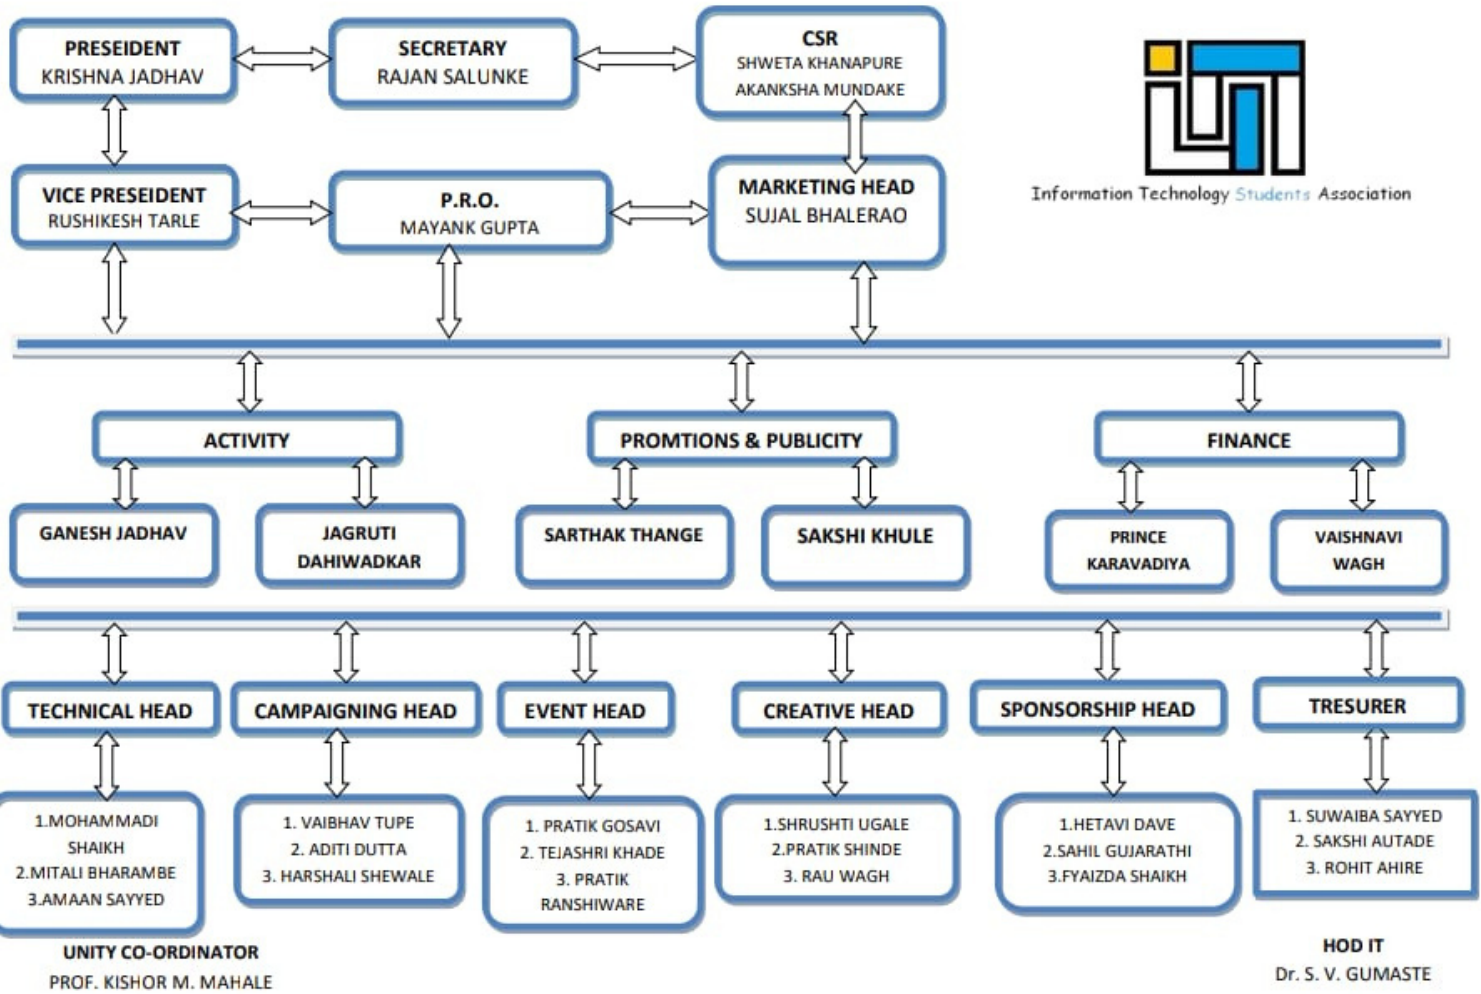 PRESEIDENT
KRISHNA JADHAV
SECRETARY
RAJAN SALUNKE
CSR
SHWETA KHANAPURE
AKANKSHA MUNDAKE
Information Technology Students Association
VICE PRESEIDENT
RUSHIKESH TARLE
P.R.O.
MAYANK GUPTA
MARKETING HEAD
SUJAL BHALERAO
ACTIVITY
PROMTIONS & PUBLICITY
FINANCE
GANESH JADHAV
JAGRUTI
DAHIWADKAR
SARTHAK THANGE
SAKSHI KHULE
PRINCE
KARAVADIYA
VAISHNAVI
WAGH
TECHNICAL HEAD
CAMPAIGNING HEAD
EVENT HEAD
CREATIVE HEAD
SPONSORSHIP HEAD
TRESURER
1.MOHAMMADI
SHAIKH
2.MITALI BHARAMBE
3.AMAAN SAYYED
1. VAIBHAV TUPE
2. ADITI DUTTA
3. HARSHALI SHEWALE
1. PRATIK GOSAVI
2. TEJASHRI KHADE
3. PRATIK
RANSHIWARE
1.SHRUSHTI UGALE
2.PRATIK SHINDE
3. RAU WAGH
1.HETAVI DAVE
2.SAHIL GUJARATHI
3.FYAIZDA SHAIKH
1. SUWAIBA SAYYED
2. SAKSHI AUTADE
3. ROHIT AHIRE
UNITY CO-ORDINATOR
PROF. KISHOR M. MAHALE
HOD IT
Dr. S. V. GUMASTE